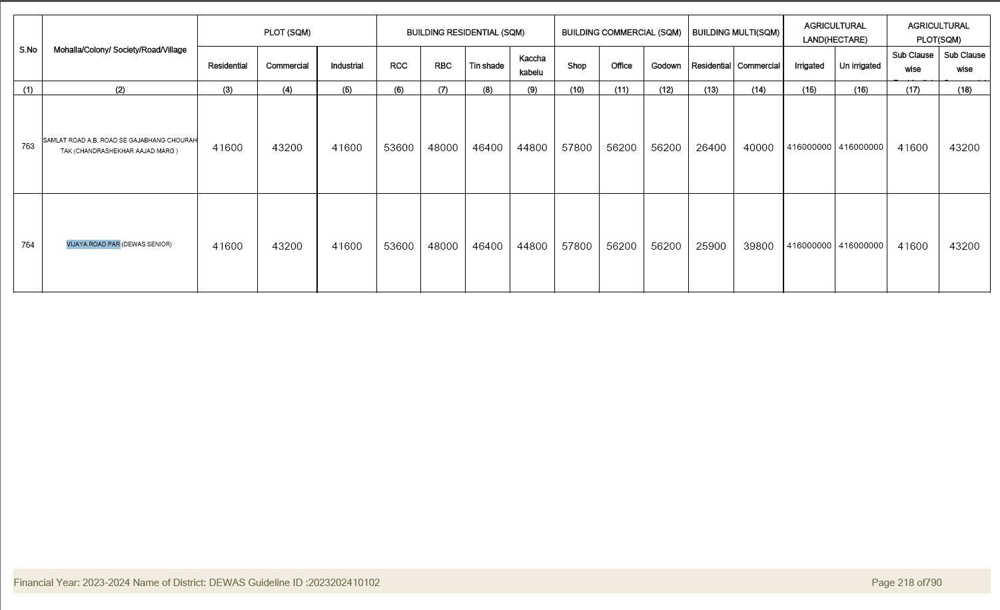 S.No Mohalla/Colony/ Society/Road/Village PLOT (SQM) BUILDING RESIDENTIAL (SQM) BUILDING COMMERCIAL (SQM) BUILDING MULTI(SQM) AGRICULTURAL LAND(HECTARE) AGRICULTURAL PLOT(SQM)
Residential Commercial Industrial RCC RBC Tin shade Kaccha kabelu Shop Office Godown Residential Commercial Irrigated Un irrigated Sub Clause wise Sub Clause wise
(1) (2) (3) (4) (5) (6) (7) (8) (9) (10) (11) (12) (13) (14) (15) (16) (17) (18)
763 SAMLAT ROAD A.B. ROAD SE GAJABHANG CHOURAH TAK (CHANDRASHEKHAR AAJAD MARG ) 41600 43200 41600 53600 48000 46400 44800 57800 56200 56200 26400 40000 416000000 416000000 41600 43200
764 VIJAYA ROAD PAR (DEWAS SENIOR) 41600 43200 41600 53600 48000 46400 44800 57800 56200 56200 25900 39800 416000000 416000000 41600 43200
Financial Year: 2023-2024 Name of District: DEWAS Guideline ID :2023202410102 Page 218 of790